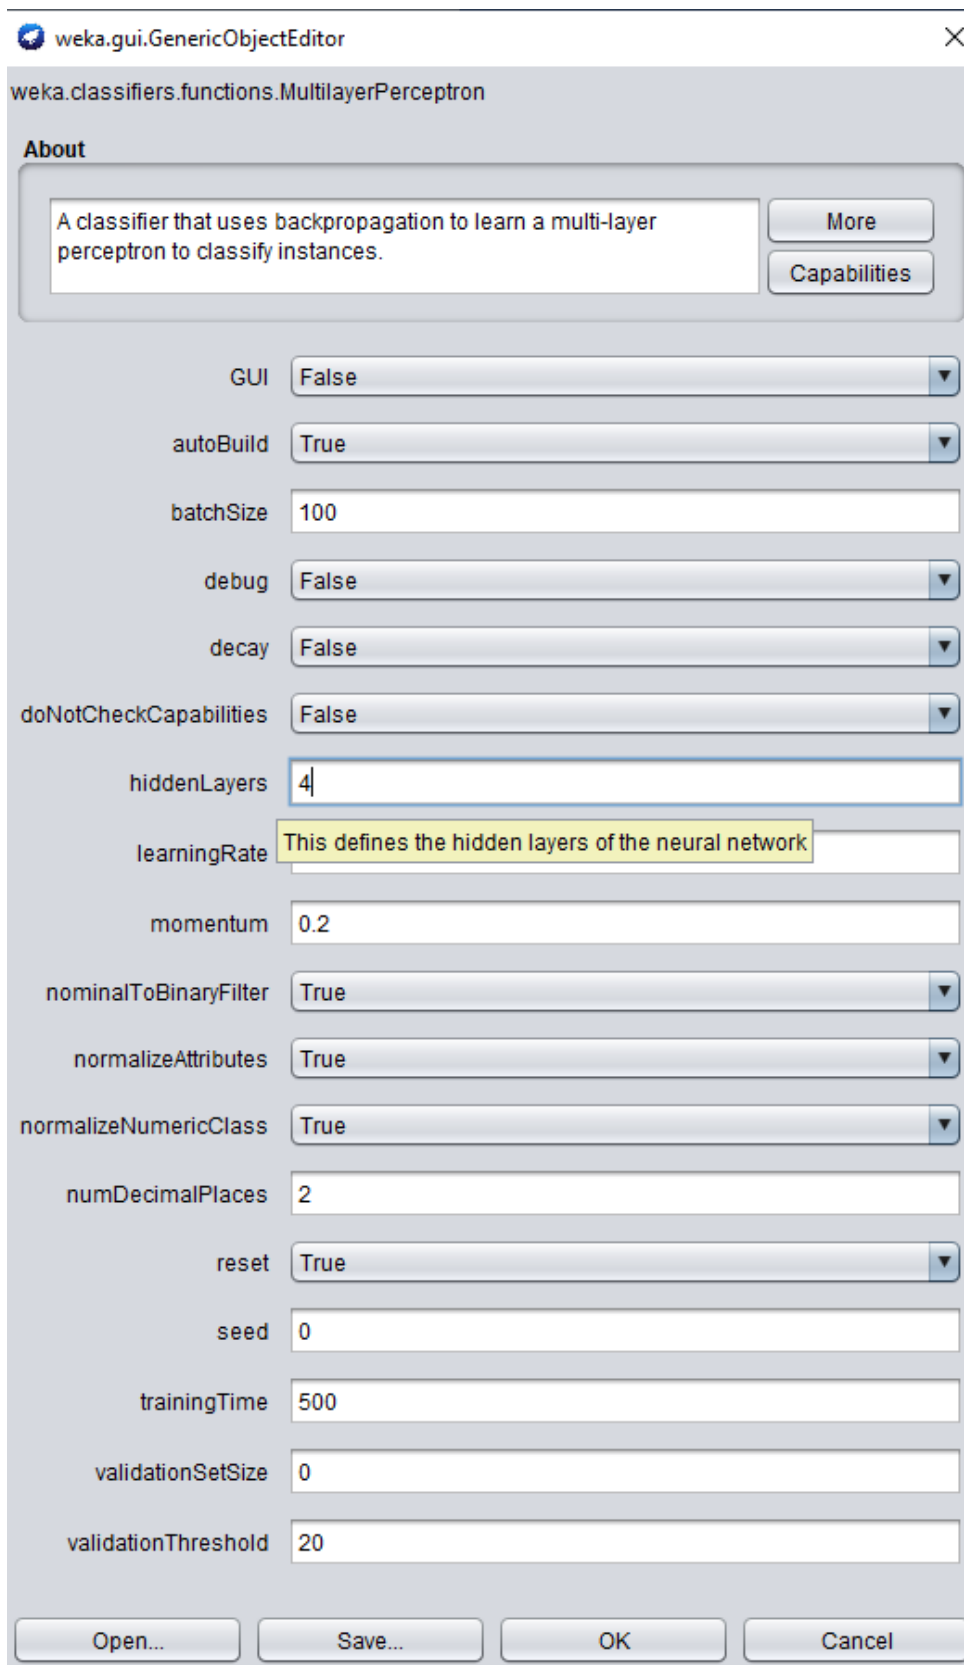 weka.gui.GenericObjectEditor
weka.classifiers.functions.MultilayerPerceptron
About
A classifier that uses backpropagation to learn a multi-layer
perceptron to classify instances.
More
Capabilities
GUI False
autoBuild True
batchSize 100
debug False
decay False
doNotCheckCapabilities False
hiddenLayers 4
learningRate
This defines the hidden layers of the neural network
momentum 0.2
nominalToBinaryFilter True
normalizeAttributes True
normalizeNumericClass True
numDecimalPlaces 2
reset True
seed 0
trainingTime 500
validationSetSize 0
validationThreshold 20
Open... Save... OK Cancel